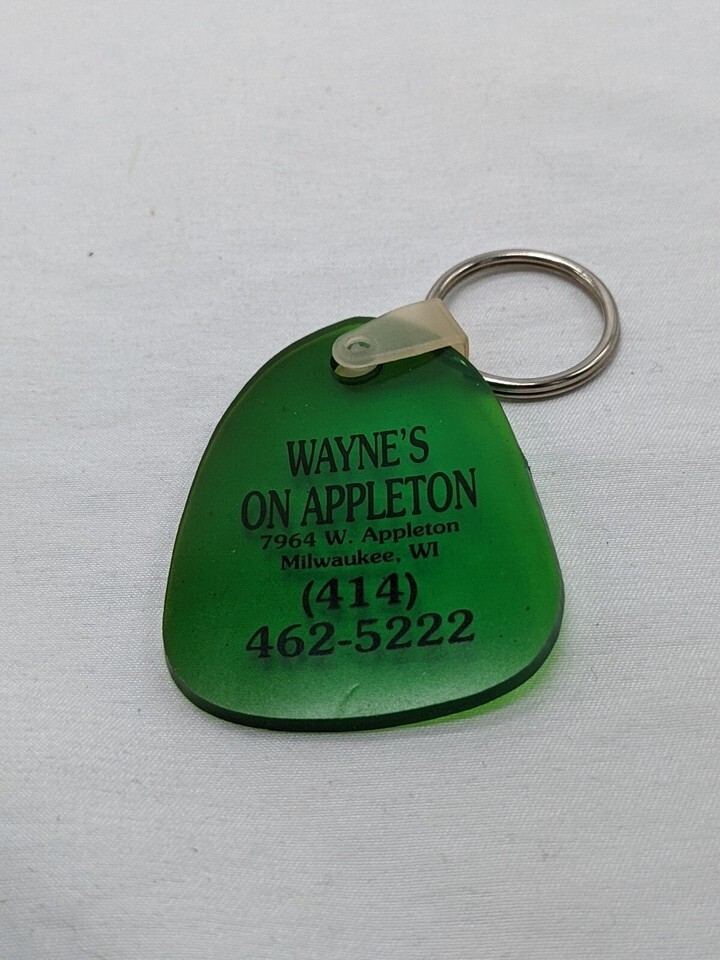 WAYNE'S
ON APPLETON
7964 W. Appleton
Milwaukee, WI
(414)
462-5222